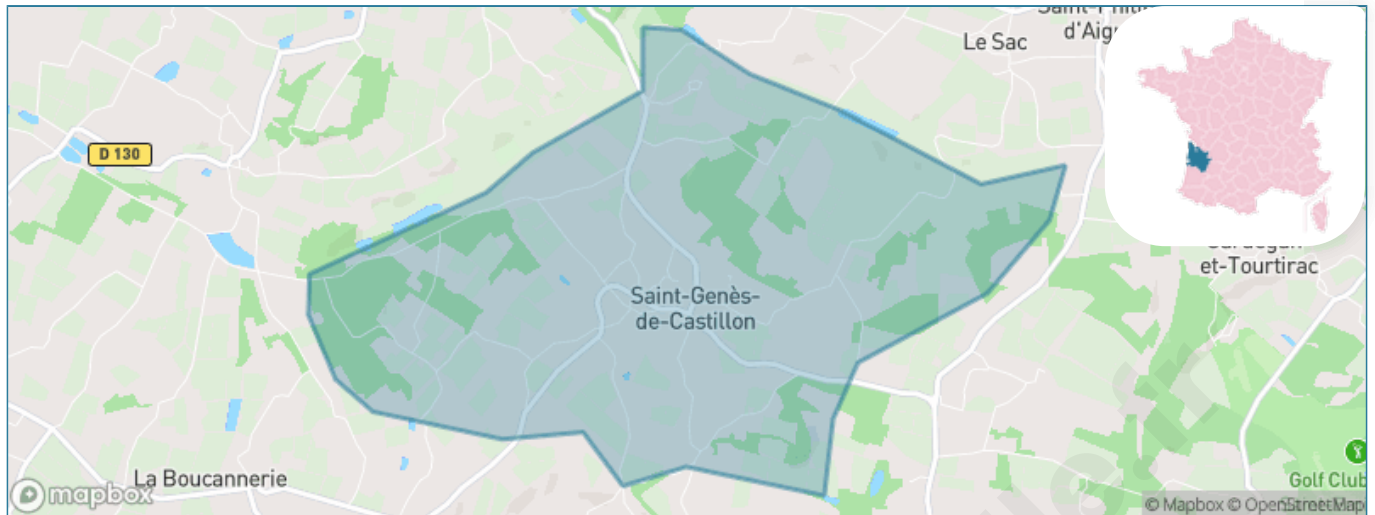 Le Sac
D 130
et-Tourtirac
Saint-Genès-
de-Castillon
La Boucannerie
Golf Club
mapbox
© Mapbox © OpenStreetMap